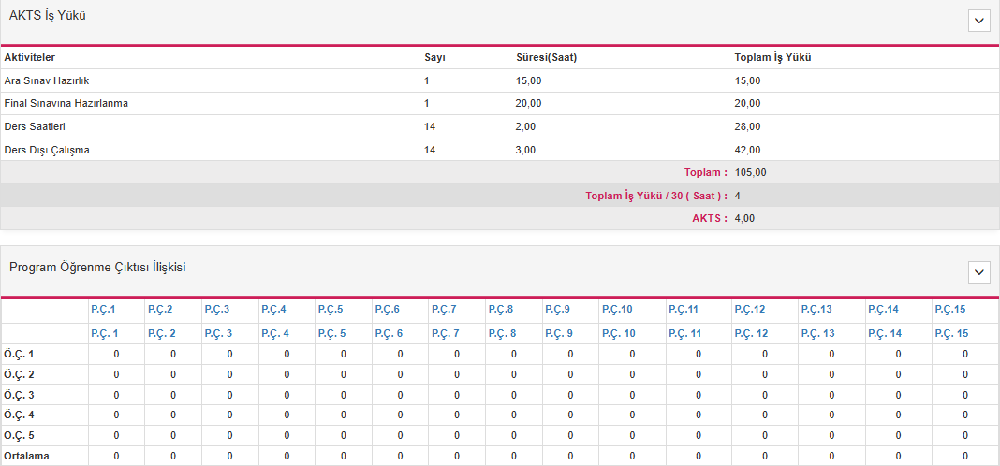 AKTS İş Yükü
Aktiviteler Sayı Süresi(Saat) Toplam İş Yükü
Ara Sınav Hazırlık 1 15,00 15,00
Final Sınavına Hazırlanma 1 20,00 20,00
Ders Saatleri 14 2,00 28,00
Ders Dışı Çalışma 14 3,00 42,00
Toplam : 105,00
Toplam İş Yükü / 30 ( Saat ) : 4
AKTS : 4,00
Program Öğrenme Çıktısı İlişkisi
P.Ç.1 P.Ç.2 P.Ç.3 P.Ç.4 P.Ç.5 P.Ç.6 P.Ç.7 P.Ç.8 P.Ç.9 P.Ç.10 P.Ç.11 P.Ç.12 P.Ç.13 P.Ç.14 P.Ç.15
P.Ç. 1 P.Ç. 2 P.Ç. 3 P.Ç. 4 P.Ç. 5 P.Ç. 6 P.Ç. 7 P.Ç. 8 P.Ç. 9 P.Ç. 10 P.Ç. 11 P.Ç. 12 P.Ç. 13 P.Ç. 14 P.Ç. 15
Ö.Ç. 1 0 0 0 0 0 0 0 0 0 0 0 0 0 0 0
Ö.Ç. 2 0 0 0 0 0 0 0 0 0 0 0 0 0 0 0
Ö.Ç. 3 0 0 0 0 0 0 0 0 0 0 0 0 0 0 0
Ö.Ç. 4 0 0 0 0 0 0 0 0 0 0 0 0 0 0 0
Ö.Ç. 5 0 0 0 0 0 0 0 0 0 0 0 0 0 0 0
Ortalama 0 0 0 0 0 0 0 0 0 0 0 0 0 0 0